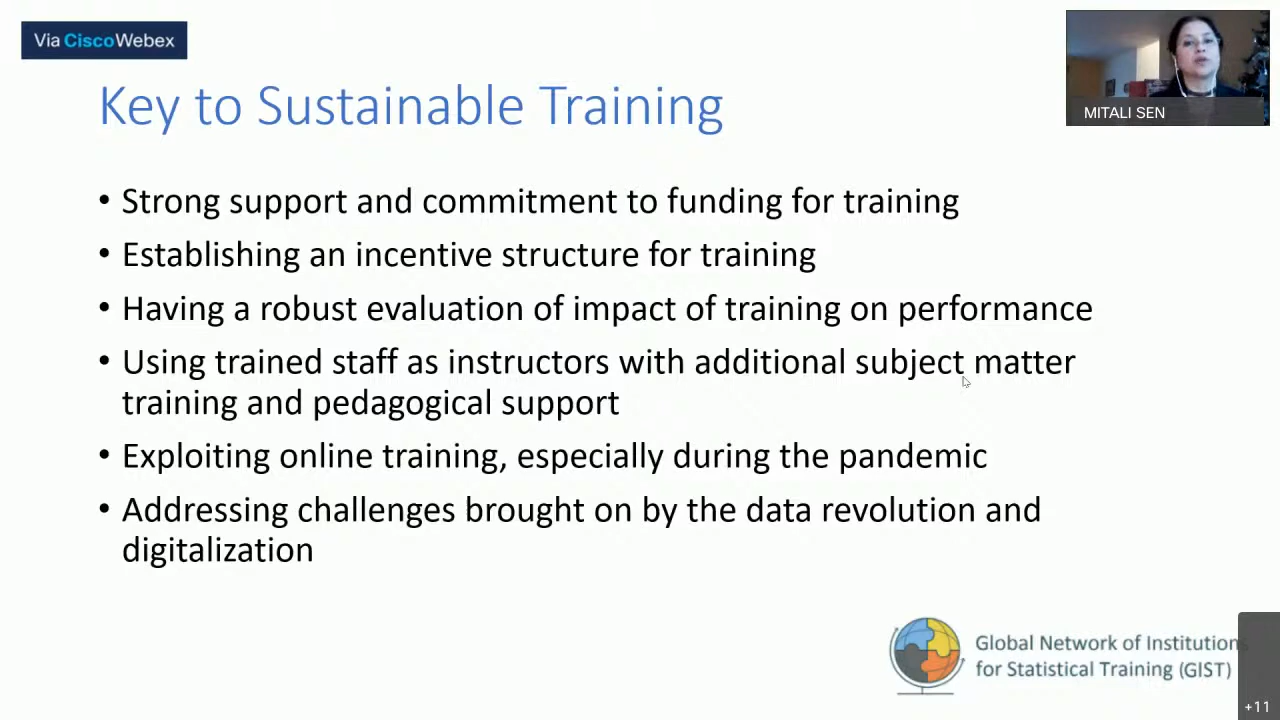 Via Cisco Webex
MITALI SEN
Key to Sustainable Training
• Strong support and commitment to funding for training
• Establishing an incentive structure for training
• Having a robust evaluation of impact of training on performance
• Using trained staff as instructors with additional subject matter
training and pedagogical support
• Exploiting online training, especially during the pandemic
• Addressing challenges brought on by the data revolution and
digitalization
Global Network of Institutions
for Statistical Training (GIST)
+11